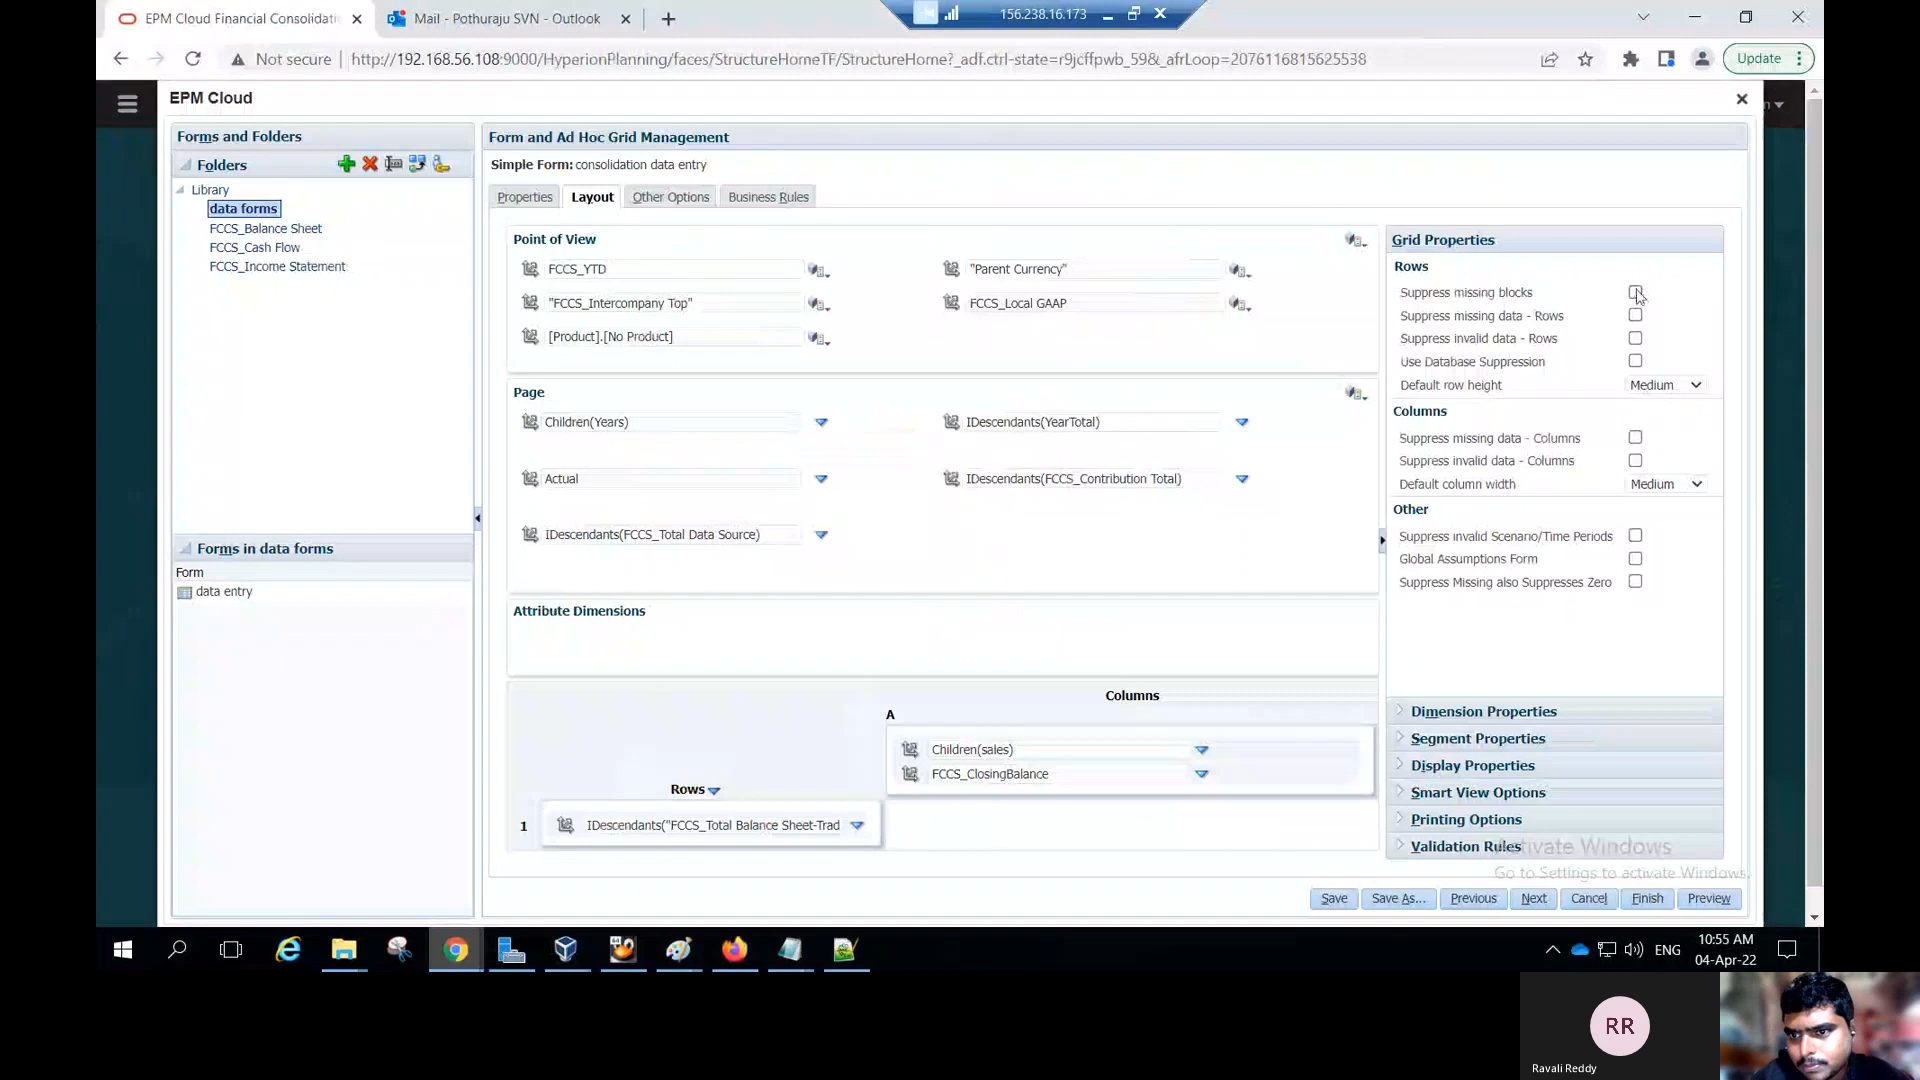 EPM Cloud Financial Consolidati
Mail - Pothuraju SVN - Outlook
156.238.16.173
Not secure
http://192.168.56.108:9000/HyperionPlanning/faces/StructureHomeTF/StructureHome?_adf.ctrl-state=r9jcffpwb_59&_afrLoop=2076116815625538
Update
EPM Cloud
Forms and Folders
Folders
Library
data forms
FCCS_Balance Sheet
FCCS_Cash Flow
FCCS_Income Statement
Forms in data forms
Form
data entry
Form and Ad Hoc Grid Management
Simple Form: consolidation data entry
Properties
Layout
Other Options
Business Rules
Point of View
FCCS_YTD
"Parent Currency"
"FCCS_Intercompany Top"
FCCS_Local GAAP
[Product].[No Product]
Page
Children(Years)
IDescendants(YearTotal)
Actual
IDescendants(FCCS_Contribution Total)
IDescendants(FCCS_Total Data Source)
Attribute Dimensions
Columns
A
Children(sales)
FCCS_ClosingBalance
Rows
1
IDescendants("FCCS_Total Balance Sheet-Trad
Grid Properties
Rows
Suppress missing blocks
Suppress missing data - Rows
Suppress invalid data - Rows
Use Database Suppression
Default row height
Medium
Columns
Suppress missing data - Columns
Suppress invalid data - Columns
Default column width
Medium
Other
Suppress invalid Scenario/Time Periods
Global Assumptions Form
Suppress Missing also Suppresses Zero
Dimension Properties
Segment Properties
Display Properties
Smart View Options
Printing Options
Validation Rules
Activate Windows
Go to Settings to activate Windows.
Save
Save As...
Previous
Next
Cancel
Finish
Preview
ENG
10:55 AM
04-Apr-22
RR
Ravali Reddy